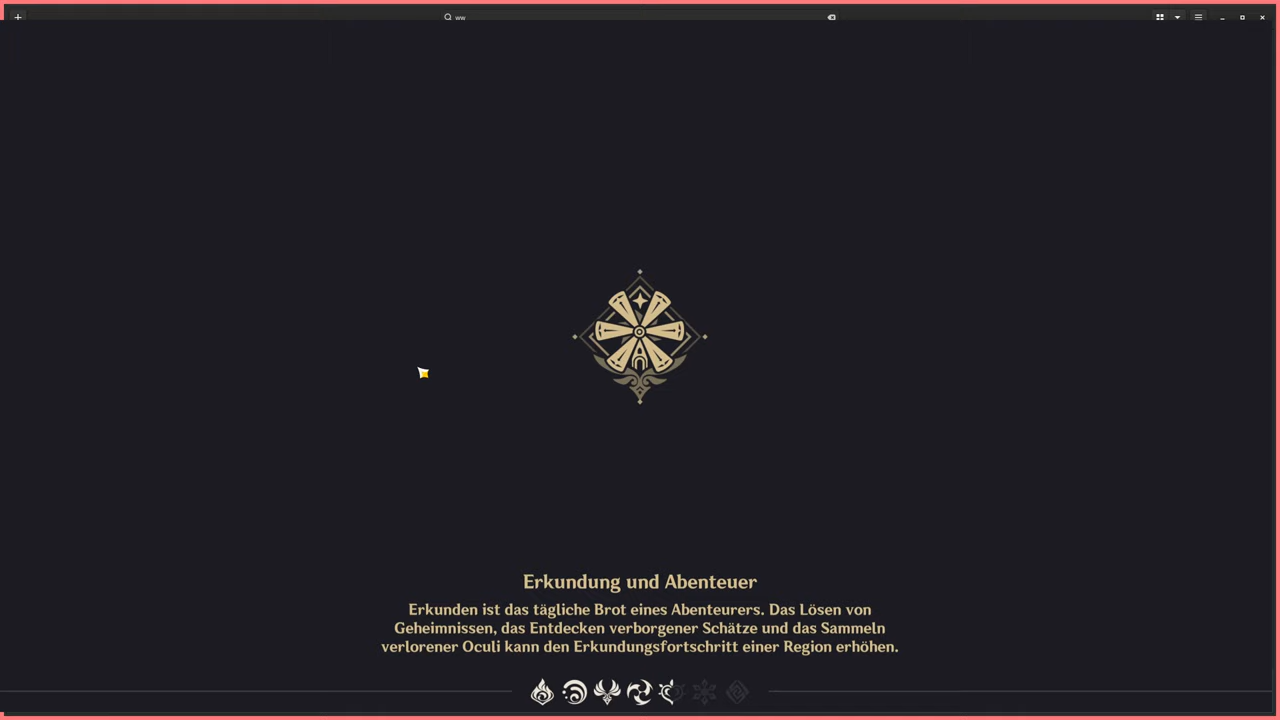 ww
Erkundung und Abenteuer
Erkunden ist das tägliche Brot eines Abenteurers. Das Lösen von
Geheimnissen, das Entdecken verborgener Schätze und das Sammeln
verlorener Oculi kann den Erkundungsfortschritt einer Region erhöhen.